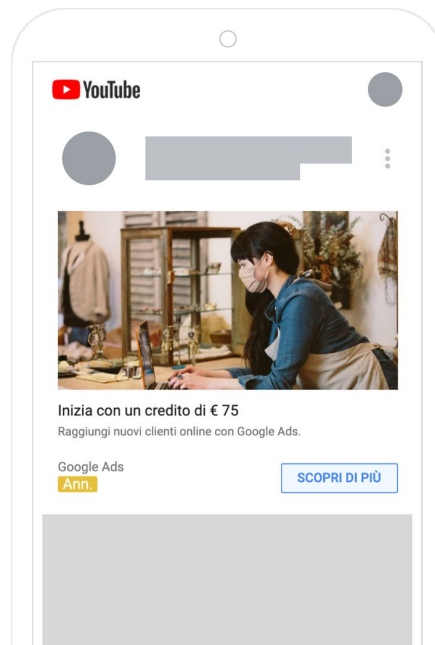 YouTube
Inizia con un credito di € 75
Raggiungi nuovi clienti online con Google Ads.
Google Ads
Ann.
SCOPRI DI PIÙ